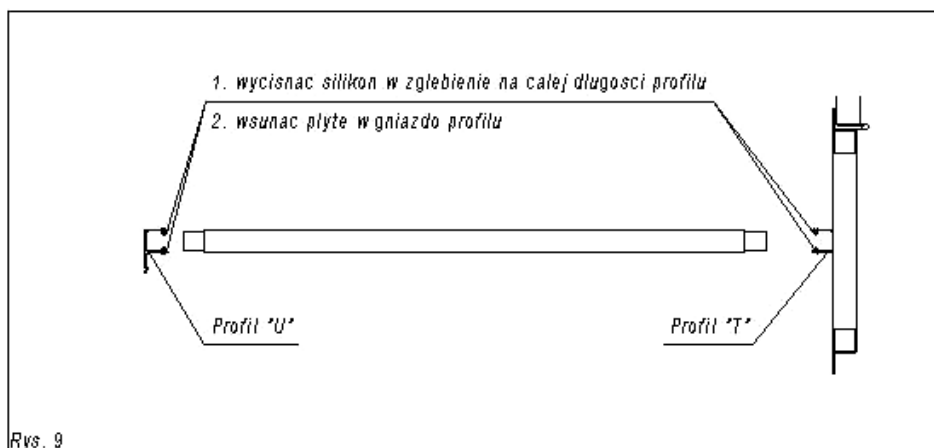 1. wycisnac silikon w zglebienie na calej dlugosci profilu
2. wsunac plyte w gniazdo profilu
Profil "U"
Profil "T"
Rys. 9